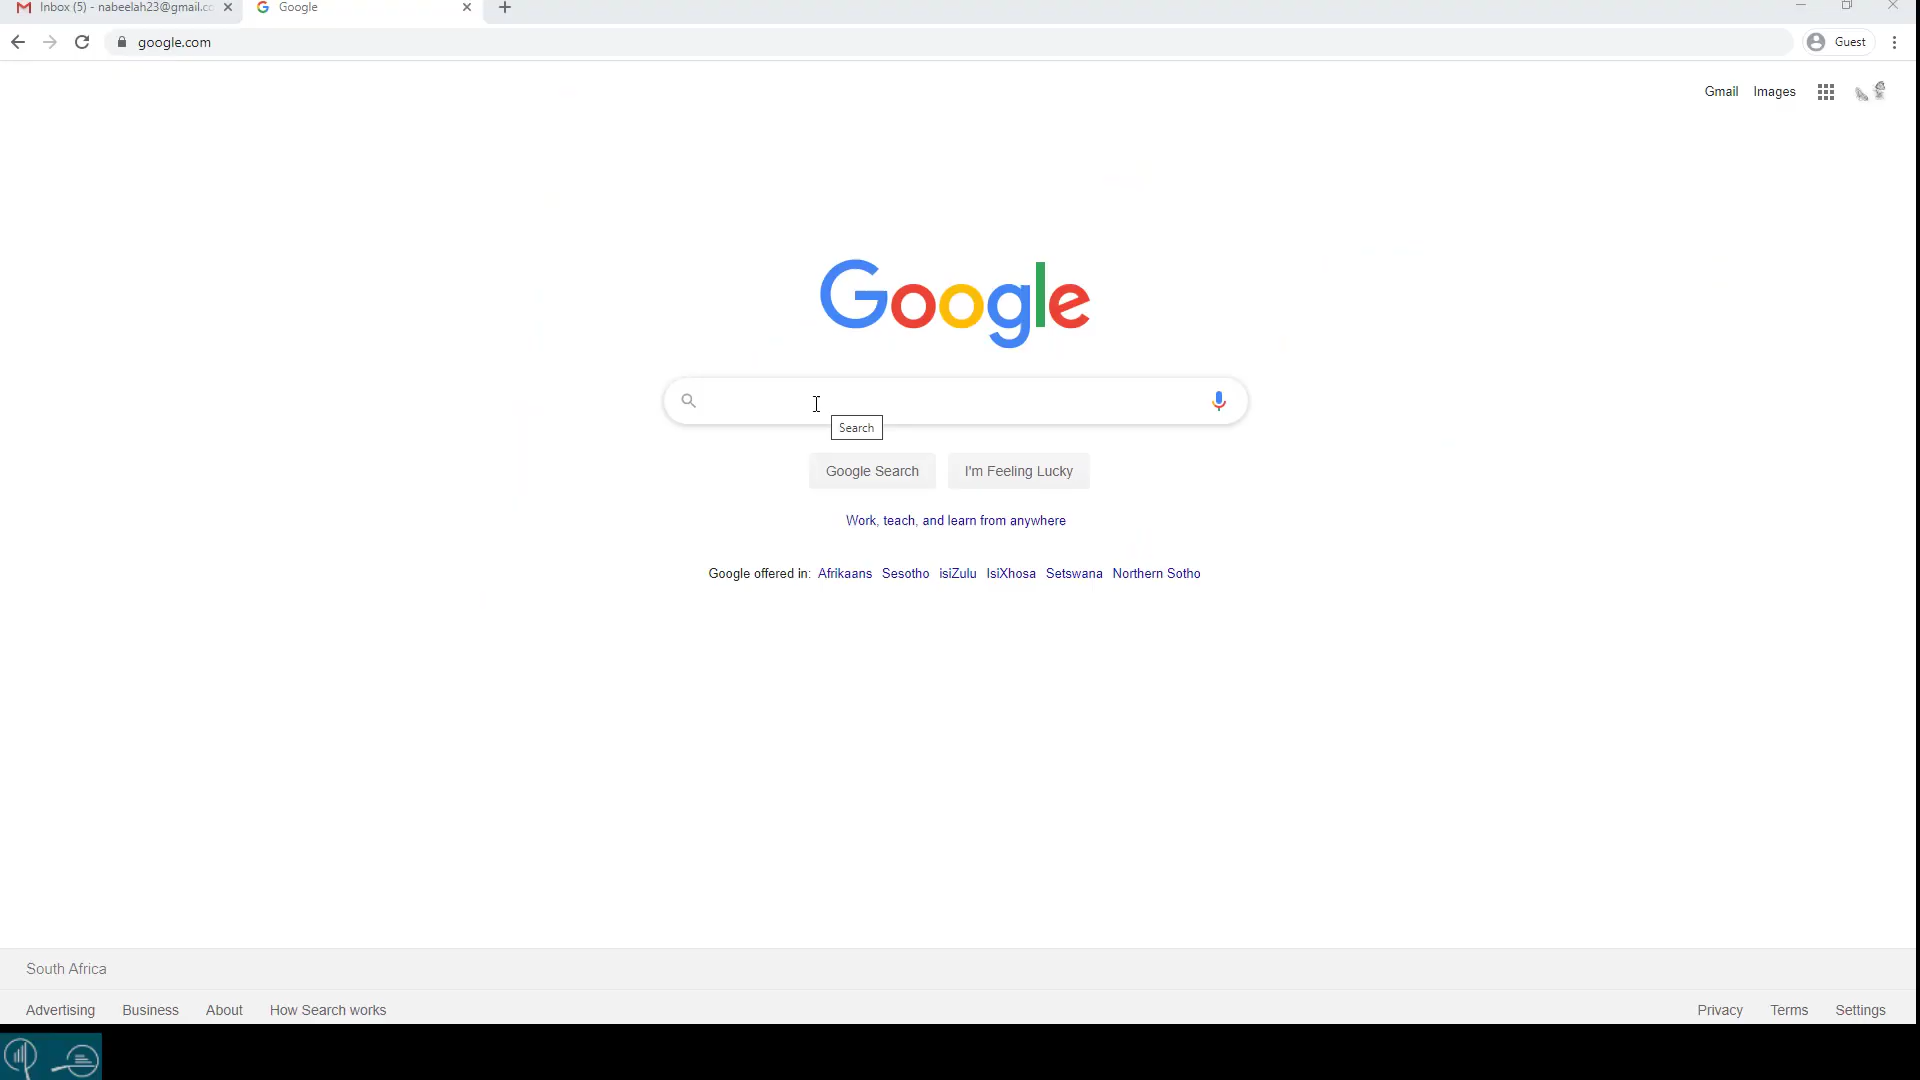 Inbox (5) - nabeelah23@gmail.c
Google
google.com
Guest
Gmail Images
Google
Search
Google Search I'm Feeling Lucky
Work, teach, and learn from anywhere
Google offered in: Afrikaans Sesotho isiZulu IsiXhosa Setswana Northern Sotho
South Africa
Advertising Business About How Search works Privacy Terms Settings